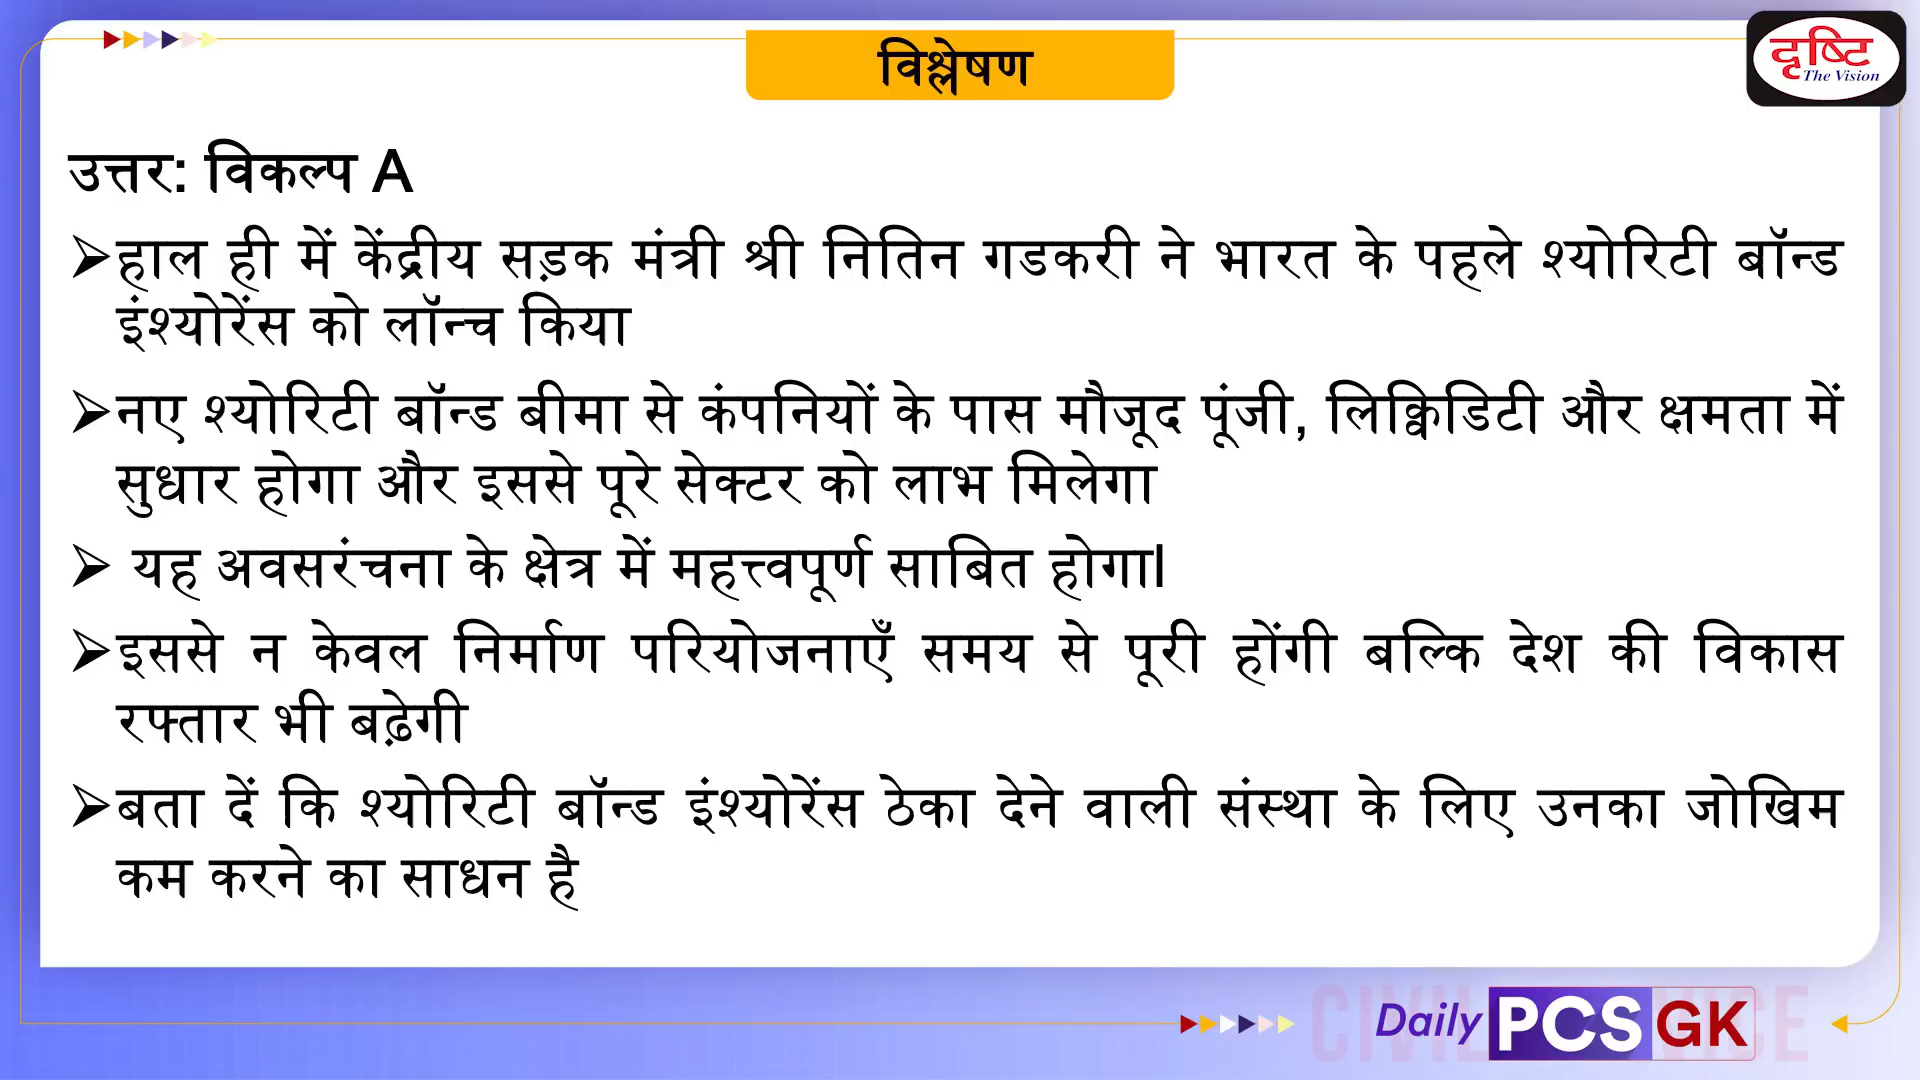 विश्लेषण
दृष्टि
The Vision
उत्तर: विकल्प A
➢हाल ही में केंद्रीय सड़क मंत्री श्री नितिन गडकरी ने भारत के पहले श्योरिटी बॉन्ड
इंश्योरेंस को लॉन्च किया
➢नए श्योरिटी बॉन्ड बीमा से कंपनियों के पास मौजूद पूंजी, लिक्विडिटी और क्षमता में
सुधार होगा और इससे पूरे सेक्टर को लाभ मिलेगा
➢ यह अवसरंचना के क्षेत्र में महत्त्वपूर्ण साबित होगाl
➢इससे न केवल निर्माण परियोजनाएँ समय से पूरी होंगी बल्कि देश की विकास
रफ्तार भी बढ़ेगी
➢बता दें कि श्योरिटी बॉन्ड इंश्योरेंस ठेका देने वाली संस्था के लिए उनका जोखिम
कम करने का साधन है
Daily PCS GK